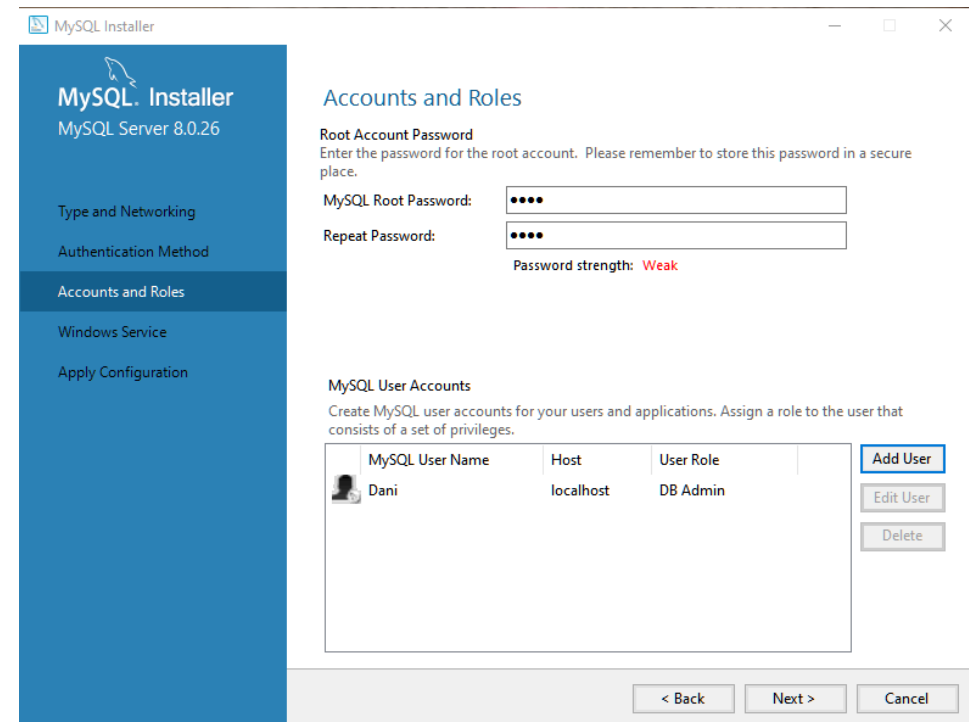 MySQL Installer
MySQL. Installer
MySQL Server 8.0.26
Type and Networking
Authentication Method
Accounts and Roles
Windows Service
Apply Configuration
Accounts and Roles
Root Account Password
Enter the password for the root account. Please remember to store this password in a secure
place.
MySQL Root Password: ●●●●
Repeat Password: ●●●●
Password strength: Weak
MySQL User Accounts
Create MySQL user accounts for your users and applications. Assign a role to the user that
consists of a set of privileges.
MySQL User Name Host User Role
Dani localhost DB Admin
Add User
Edit User
Delete
< Back Next > Cancel